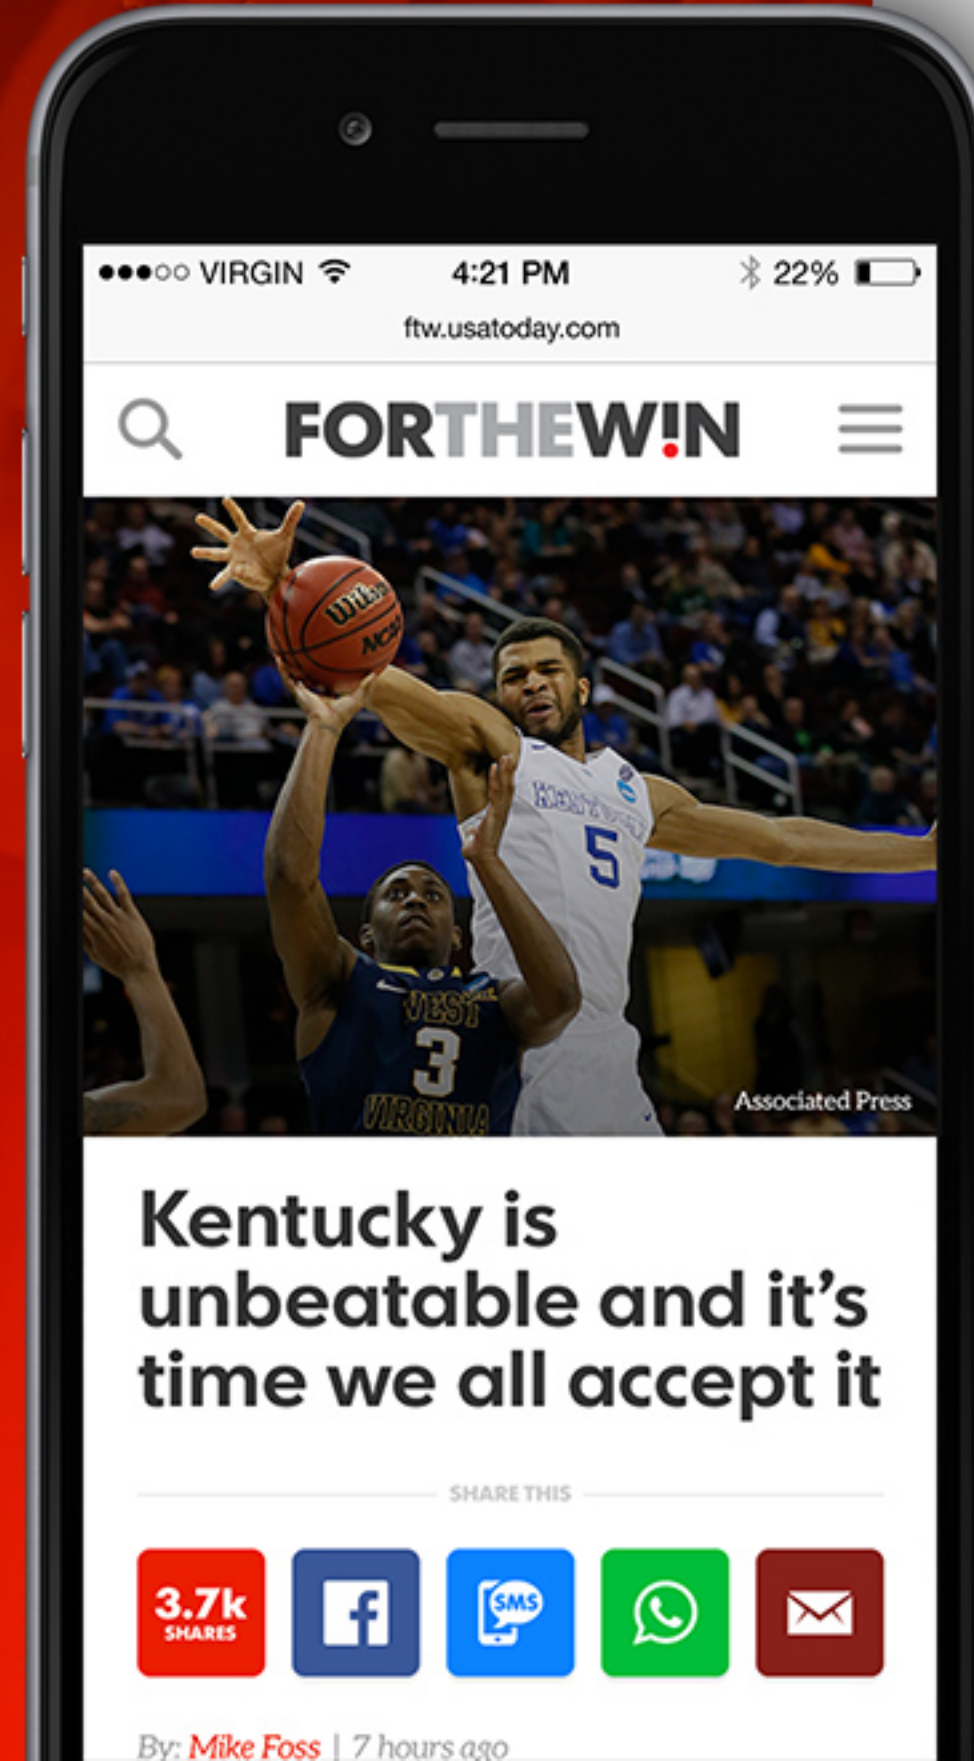 VIRGIN 4:21 PM 22%
ftw.usatoday.com
FORTHEW!N
Wilson
NCAA
KENTUCKY
5
WEST
3
VIRGINIA
Associated Press
Kentucky is
unbeatable and it’s
time we all accept it
SHARE THIS
3.7k
SHARES
f
SMS
By: Mike Foss | 7 hours ago